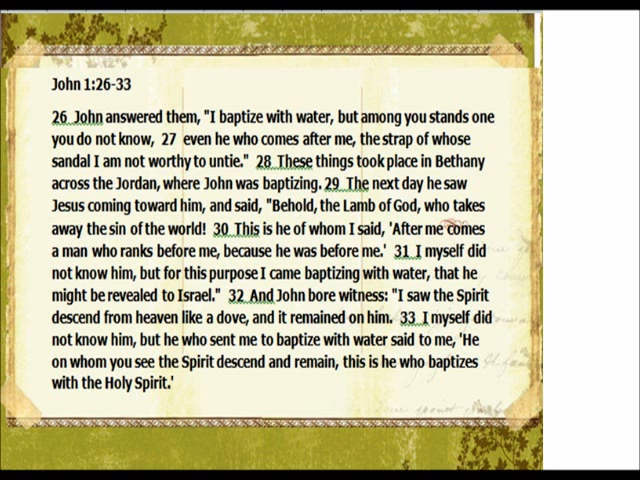 John 1:26-33
26  John answered them, "I baptize with water, but among you stands one
you do not know,  27  even he who comes after me, the strap of whose
sandal I am not worthy to untie."  28  These things took place in Bethany
across the Jordan, where John was baptizing. 29  The next day he saw
Jesus coming toward him, and said, "Behold, the Lamb of God, who takes
away the sin of the world!  30  This is he of whom I said, 'After me comes
a man who ranks before me, because he was before me.'  31  I myself did
not know him, but for this purpose I came baptizing with water, that he
might be revealed to Israel."  32  And John bore witness: "I saw the Spirit
descend from heaven like a dove, and it remained on him.  33  I myself did
not know him, but he who sent me to baptize with water said to me, 'He
on whom you see the Spirit descend and remain, this is he who baptizes
with the Holy Spirit.'